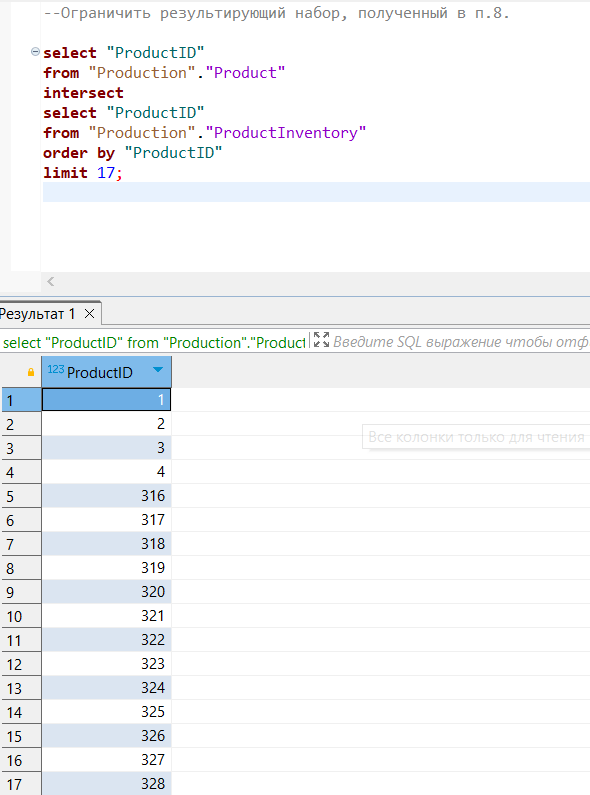 --Ограничить результирующий набор, полученный в п.8.
select "ProductID"
from "Production"."Product"
intersect
select "ProductID"
from "Production"."ProductInventory"
order by "ProductID"
limit 17;
Результат 1
select "ProductID" from "Production"."Product
Введите SQL выражение чтобы отф
123 ProductID
1 1
2 2
3 3
4 4
5 316
6 317
7 318
8 319
9 320
10 321
11 322
12 323
13 324
14 325
15 326
16 327
17 328
Все колонки только для чтения